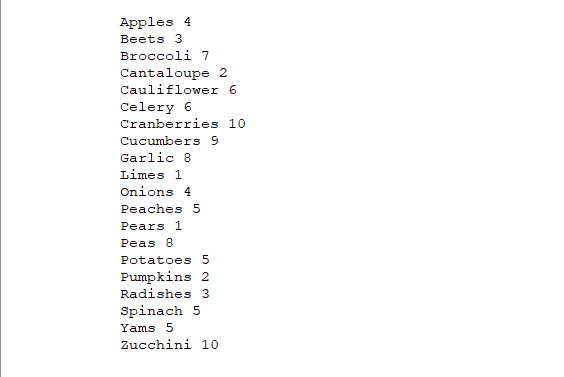 Apples 4
Beets 3
Broccoli 7
Cantaloupe 2
Cauliflower 6
Celery 6
Cranberries 10
Cucumbers 9
Garlic 8
Limes 1
Onions 4
Peaches 5
Pears 1
Peas 8
Potatoes 5
Pumpkins 2
Radishes 3
Spinach 5
Yams 5
Zucchini 10